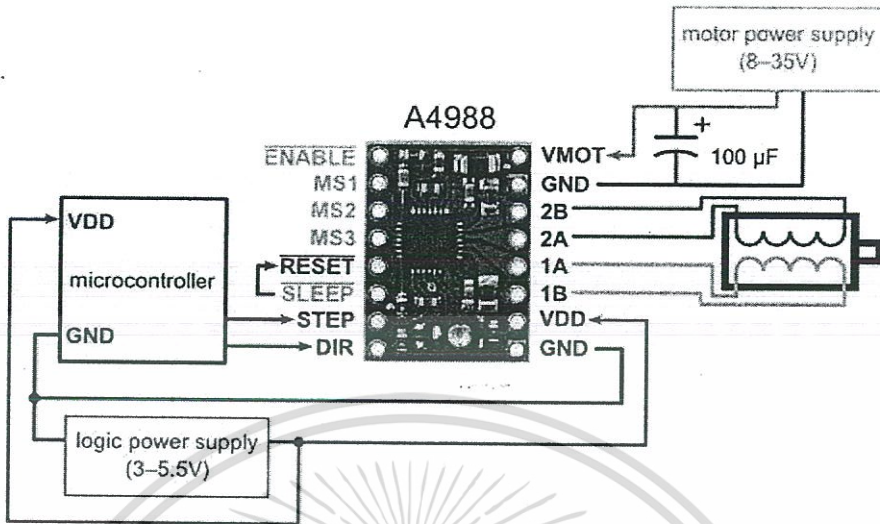 motor power supply
(8–35V)
A4988
+
100 µF
ENABLE
MS1
MS2
MS3
RESET
SLEEP
STEP
DIR
VMOT
GND
2B
2A
1A
1B
VDD
GND
VDD
microcontroller
GND
logic power supply
(3–5.5V)